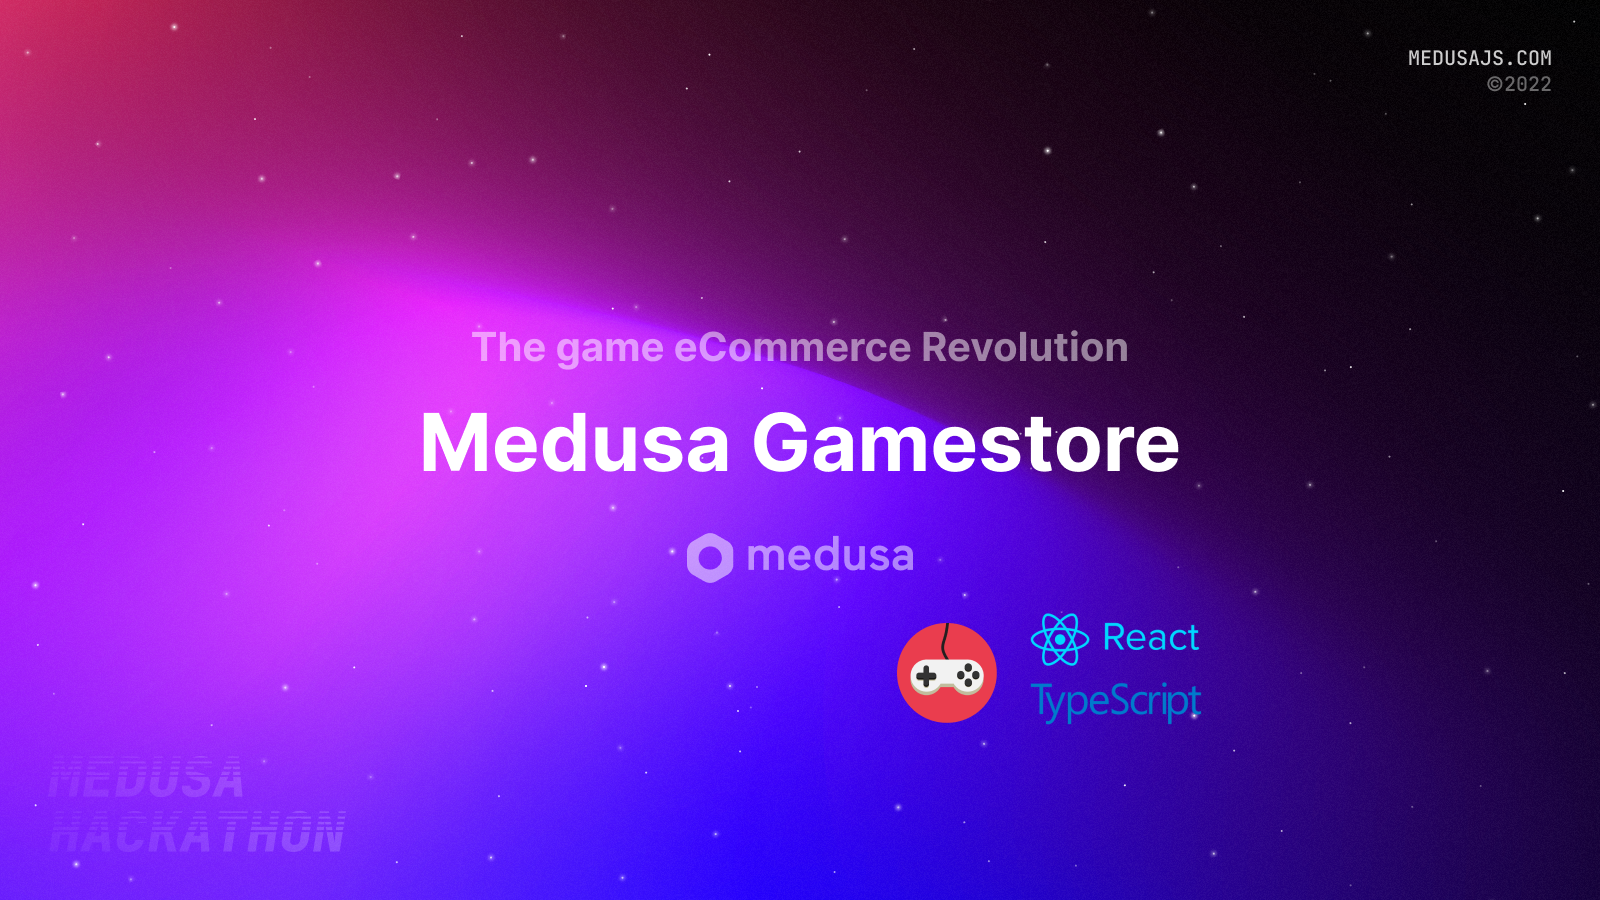 MEDUSAJS.COM
©2022
The game eCommerce Revolution
Medusa Gamestore
medusa
React
TypeScript
MEDUSA
HACKATHON